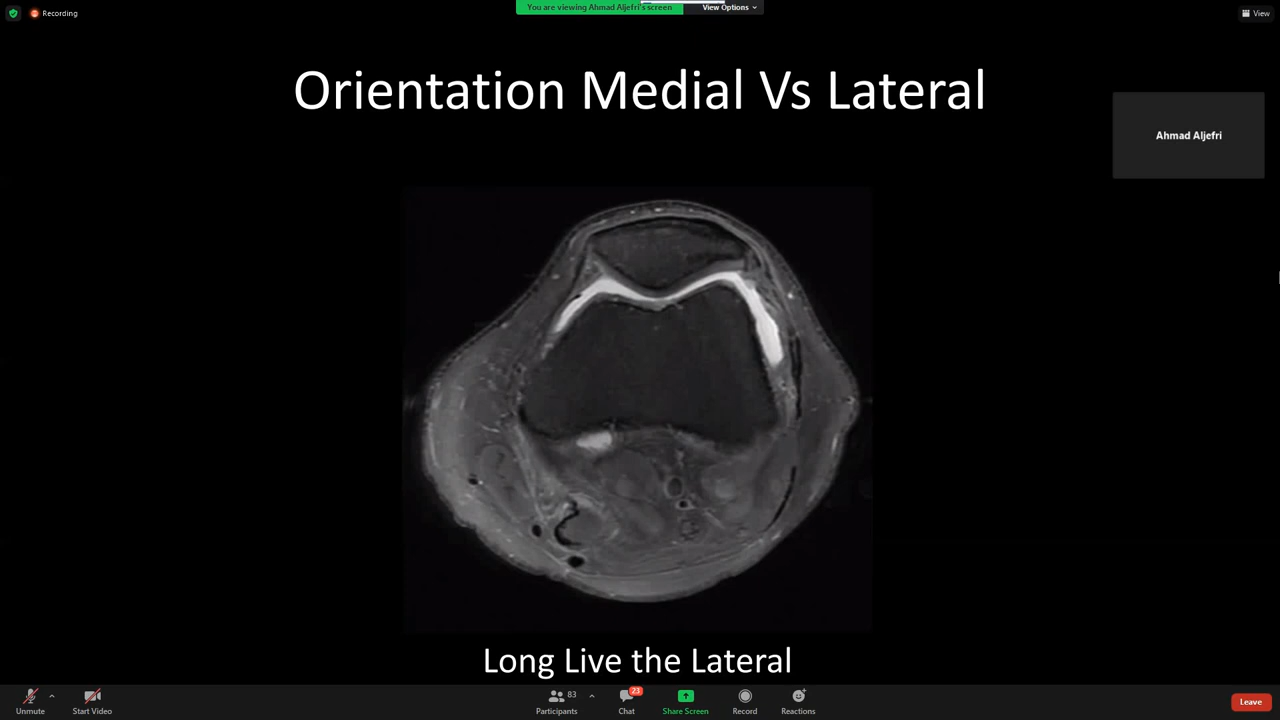 Recording
You are viewing Ahmad Aljefri's screen
View Options
View
Orientation Medial Vs Lateral
Ahmad Aljefri
Long Live the Lateral
Unmute
Start Video
83
Participants
23
Chat
Share Screen
Record
Reactions
Leave